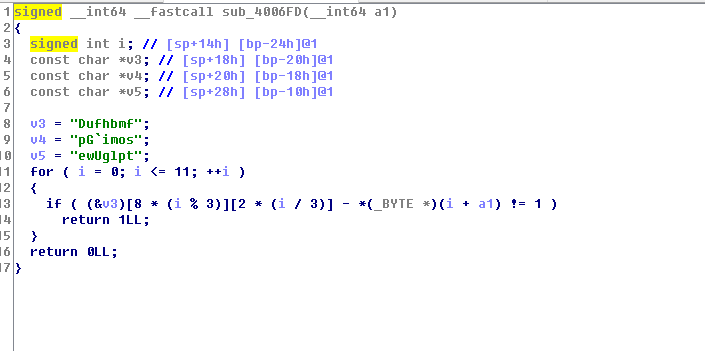 1 signed __int64 __fastcall sub_4006FD(__int64 a1)
2 {
3 signed int i; // [sp+14h] [bp-24h]@1
4 const char *v3; // [sp+18h] [bp-20h]@1
5 const char *v4; // [sp+20h] [bp-18h]@1
6 const char *v5; // [sp+28h] [bp-10h]@1
7
8 v3 = "Dufhbmf";
9 v4 = "pG`imos";
10 v5 = "ewUglpt";
11 for ( i = 0; i <= 11; ++i )
12 {
13 if ( (&v3)[8 * (i % 3)][2 * (i / 3)] - *(_BYTE *)(i + a1) != 1 )
14 return 1LL;
15 }
16 return 0LL;
17 }